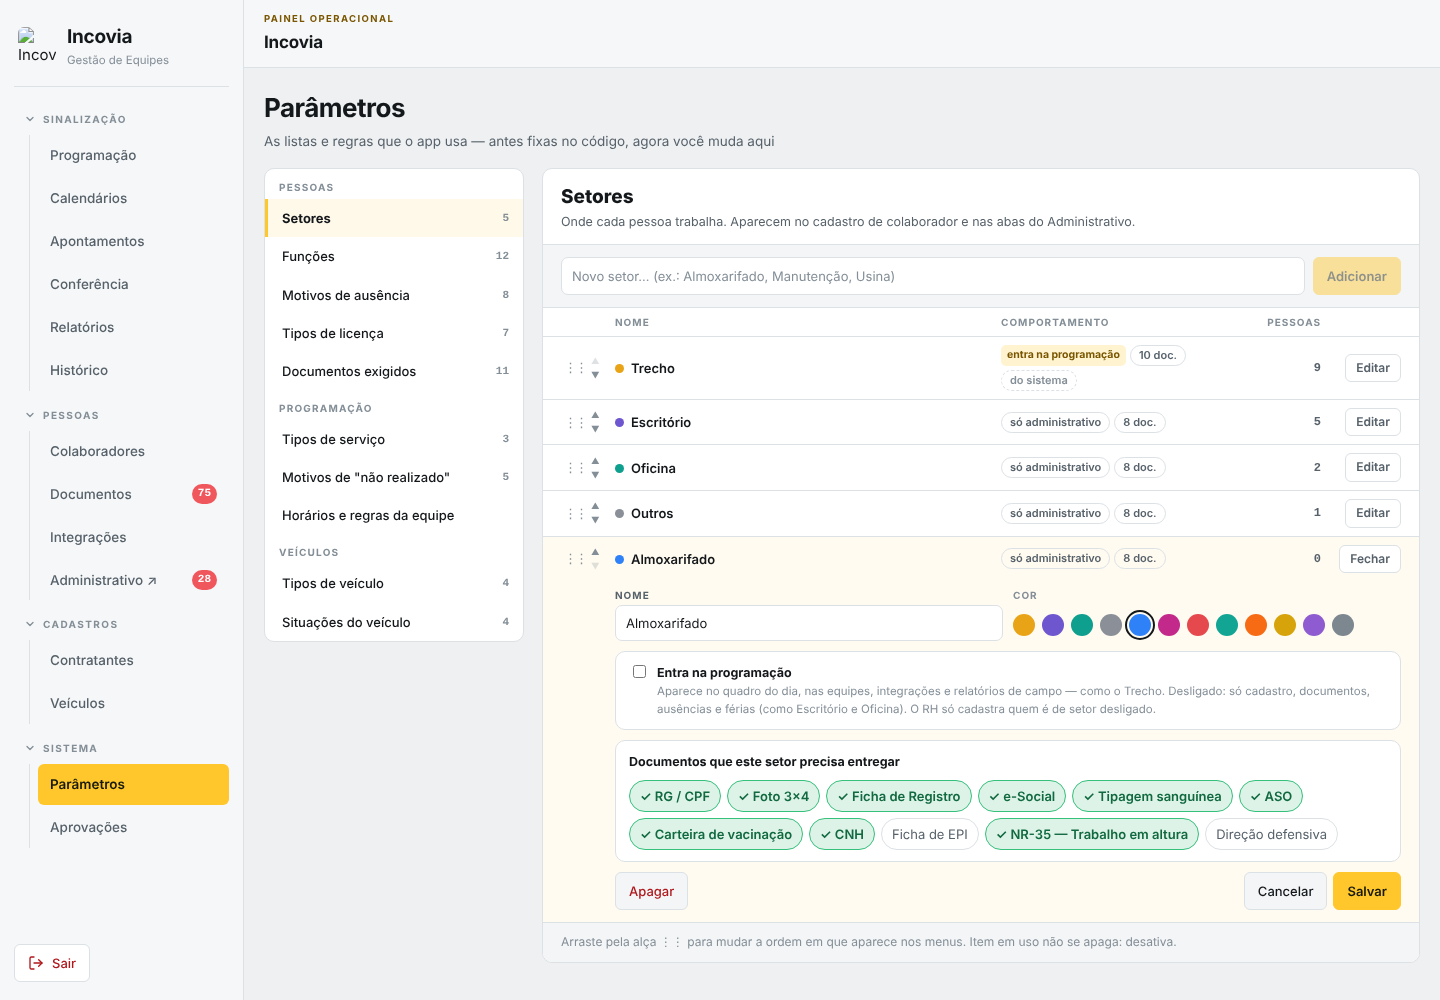 Incov
Incovia
Gestão de Equipes
SINALIZAÇÃO
Programação
Calendários
Apontamentos
Conferência
Relatórios
Histórico
PESSOAS
Colaboradores
Documentos 75
Integrações
Administrativo ↗ 28
CADASTROS
Contratantes
Veículos
SISTEMA
Parâmetros
Aprovações
Sair
PAINEL OPERACIONAL
Incovia
Parâmetros
As listas e regras que o app usa — antes fixas no código, agora você muda aqui
PESSOAS
Setores 5
Funções 12
Motivos de ausência 8
Tipos de licença 7
Documentos exigidos 11
PROGRAMAÇÃO
Tipos de serviço 3
Motivos de "não realizado" 5
Horários e regras da equipe
VEÍCULOS
Tipos de veículo 4
Situações do veículo 4
Setores
Onde cada pessoa trabalha. Aparecem no cadastro de colaborador e nas abas do Administrativo.
Novo setor... (ex.: Almoxarifado, Manutenção, Usina) Adicionar
NOME COMPORTAMENTO PESSOAS
Trecho entra na programação 10 doc. do sistema 9 Editar
Escritório só administrativo 8 doc. 5 Editar
Oficina só administrativo 8 doc. 2 Editar
Outros só administrativo 8 doc. 1 Editar
Almoxarifado só administrativo 8 doc. 0 Fechar
NOME COR
Almoxarifado
Entra na programação
Aparece no quadro do dia, nas equipes, integrações e relatórios de campo — como o Trecho. Desligado: só cadastro, documentos,
ausências e férias (como Escritório e Oficina). O RH só cadastra quem é de setor desligado.
Documentos que este setor precisa entregar
✓ RG / CPF ✓ Foto 3×4 ✓ Ficha de Registro ✓ e-Social ✓ Tipagem sanguínea ✓ ASO
✓ Carteira de vacinação ✓ CNH Ficha de EPI ✓ NR-35 — Trabalho em altura Direção defensiva
Apagar Cancelar Salvar
Arraste pela alça ⋮⋮ para mudar a ordem em que aparece nos menus. Item em uso não se apaga: desativa.